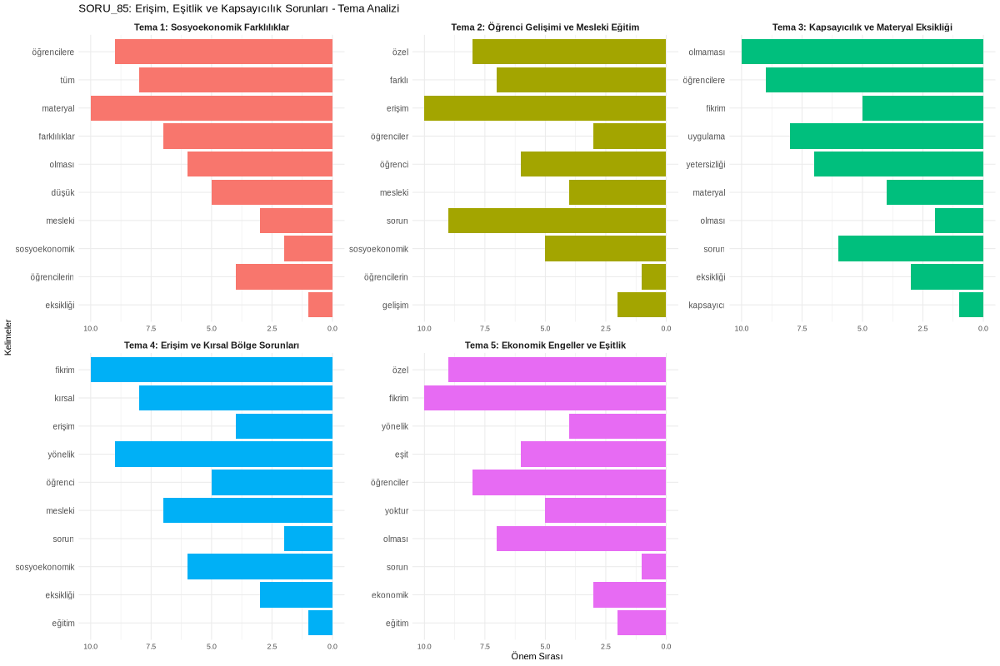 SORU_85: Erişim, Eşitlik ve Kapsayıcılık Sorunları - Tema Analizi
Tema 1: Sosyoekonomik Farklılıklar
öğrencilere
tüm
materyal
farklılıklar
olması
düşük
mesleki
sosyoekonomik
öğrencilerin
eksikliği
10.0 7.5 5.0 2.5 0.0
Tema 2: Öğrenci Gelişimi ve Mesleki Eğitim
özel
farklı
erişim
öğrenciler
öğrenci
mesleki
sorun
sosyoekonomik
öğrencilerin
gelişim
10.0 7.5 5.0 2.5 0.0
Tema 3: Kapsayıcılık ve Materyal Eksikliği
olmaması
öğrencilere
fikrim
uygulama
yetersizliği
materyal
olması
sorun
eksikliği
kapsayıcı
10.0 7.5 5.0 2.5 0.0
Kelimeler
Tema 4: Erişim ve Kırsal Bölge Sorunları
fikrim
kırsal
erişim
yönelik
öğrenci
mesleki
sorun
sosyoekonomik
eksikliği
eğitim
10.0 7.5 5.0 2.5 0.0
Tema 5: Ekonomik Engeller ve Eşitlik
özel
fikrim
yönelik
eşit
öğrenciler
yoktur
olması
sorun
ekonomik
eğitim
10.0 7.5 5.0 2.5 0.0
Önem Sırası